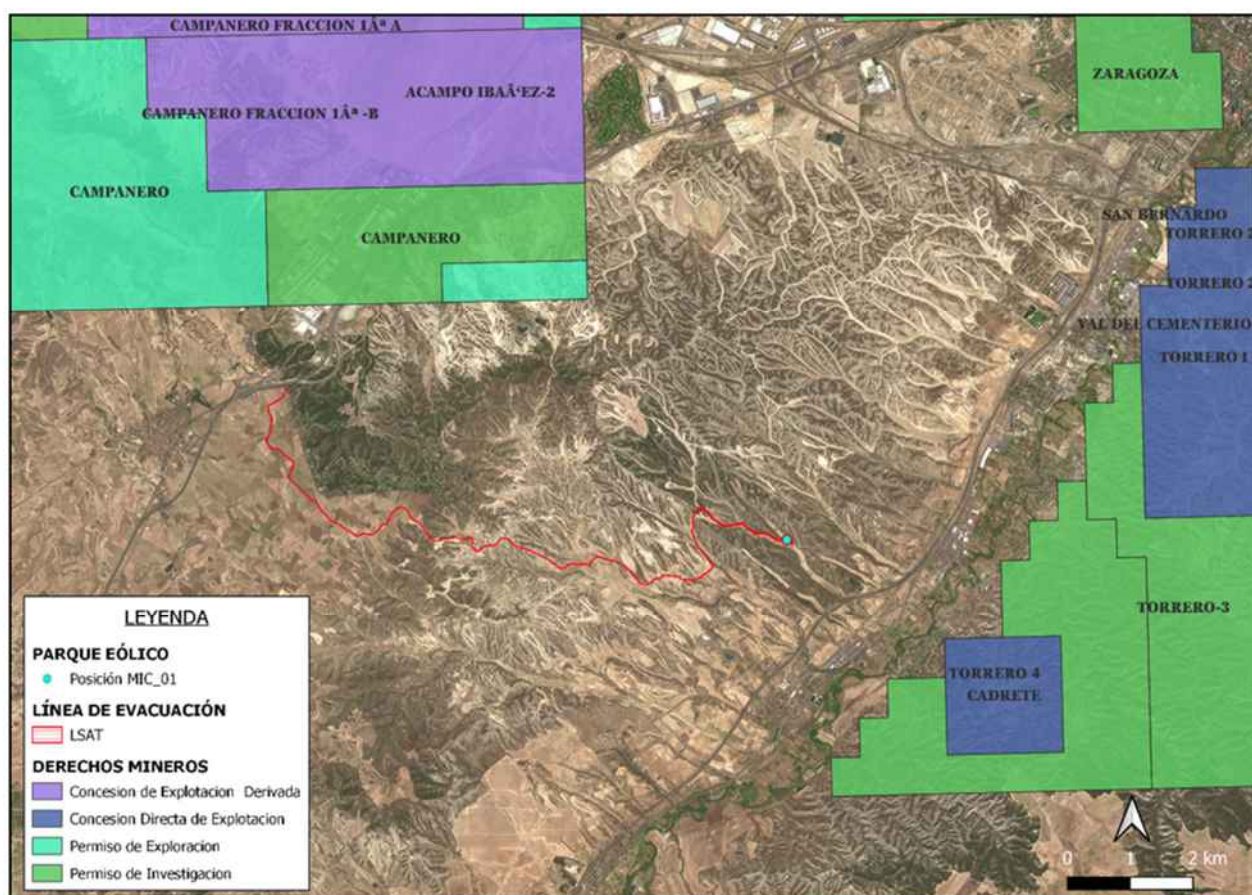 CAMPANERO FRACCION 1Âª A
ACAMPO IBAÃ‘EZ-2
CAMPANERO FRACCION 1Âª -B
CAMPANERO
CAMPANERO
ZARAGOZA
SAN BERNARDO
TORRERO 2
TORRERO 2
VAL DEL CEMENTERIO
TORRERO 1
TORRERO-3
TORRERO 4
CADRETE
LEYENDA
PARQUE EÓLICO
Posición MIC_01
LÍNEA DE EVACUACIÓN
LSAT
DERECHOS MINEROS
Concesion de Explotacion Derivada
Concesion Directa de Explotacion
Permiso de Exploracion
Permiso de Investigacion
0 1 2 km